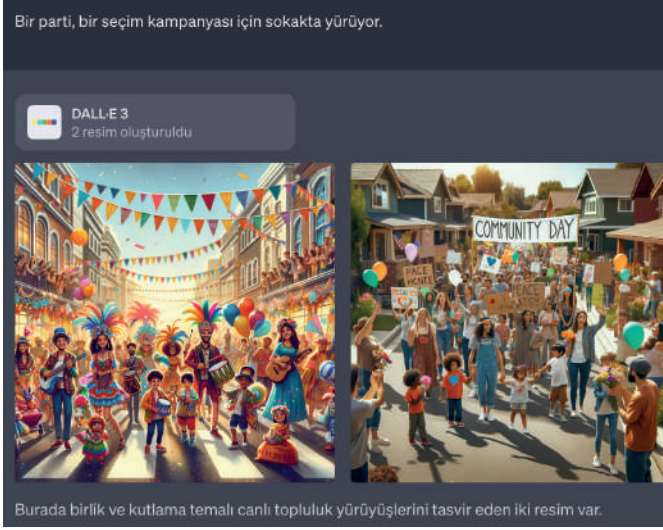 Bir parti, bir seçim kampanyası için sokakta yürüyor.
DALL·E 3
2 resim oluşturuldu
COMMUNITY DAY
Burada birlik ve kutlama temalı canlı topluluk yürüyüşlerini tasvir eden iki resim var.